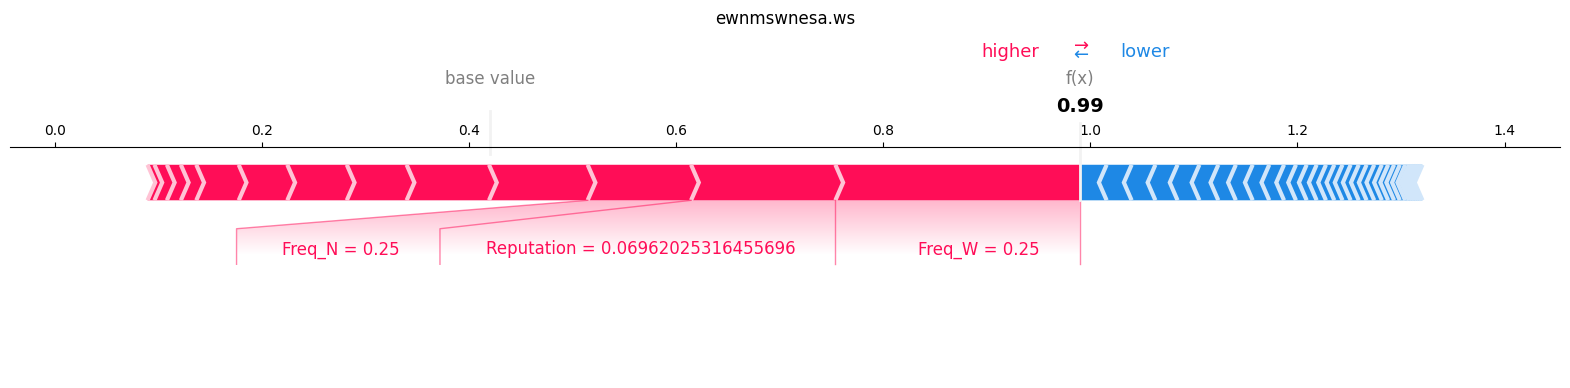 ewnmswnesa.ws
higher → ← lower
base value f(x)
0.99
0.0 0.2 0.4 0.6 0.8 1.0 1.2 1.4
Freq_N = 0.25 Reputation = 0.06962025316455696 Freq_W = 0.25